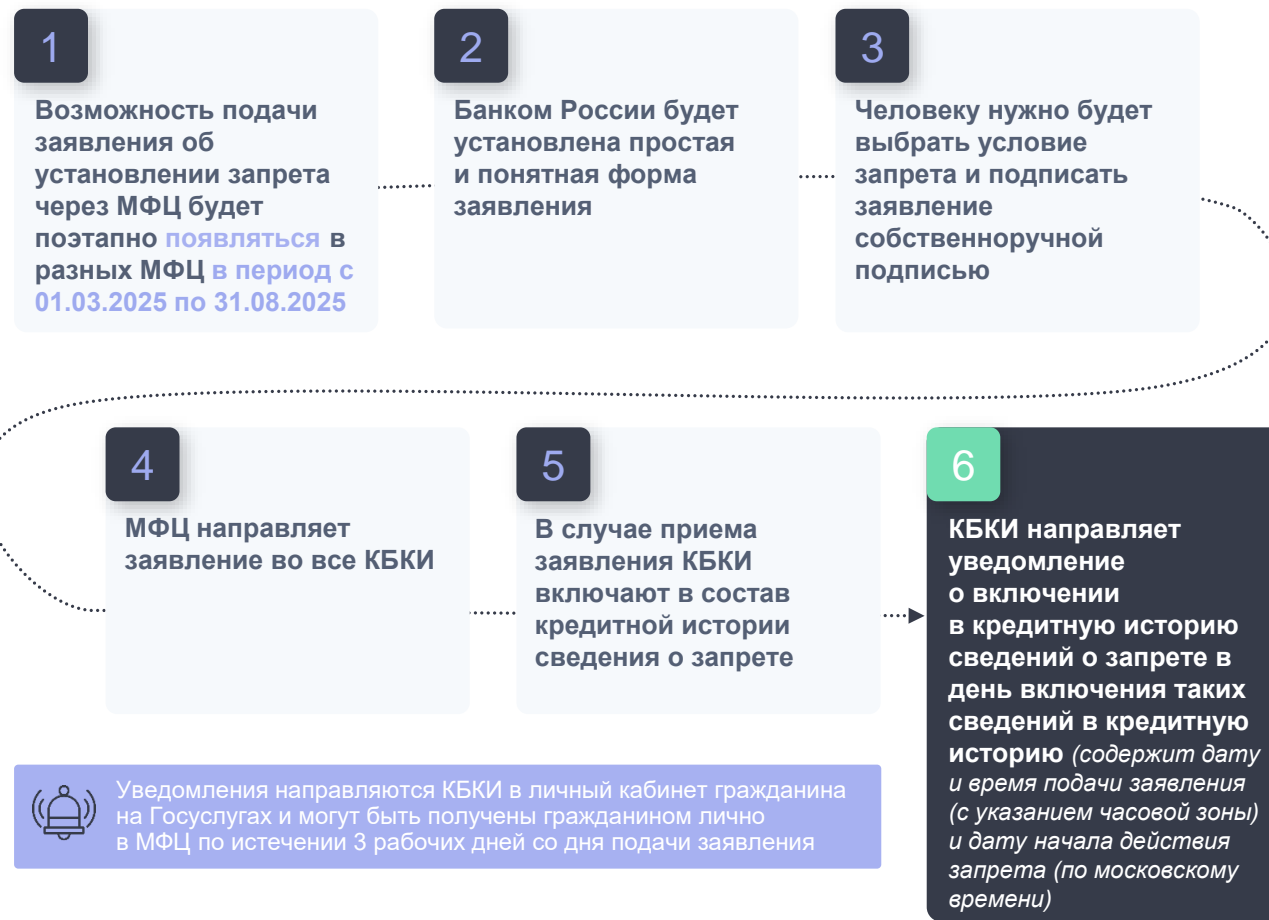 1
Возможность подачи
заявления об
установлении запрета
через МФЦ будет
поэтапно появляться в
разных МФЦ в период с
01.03.2025 по 31.08.2025
2
Банком России будет
установлена простая
и понятная форма
заявления
3
Человеку нужно будет
выбрать условие
запрета и подписать
заявление
собственноручной
подписью
4
МФЦ направляет
заявление во все КБКИ
5
В случае приема
заявления КБКИ
включают в состав
кредитной истории
сведения о запрете
6
КБКИ направляет
уведомление
о включении
в кредитную историю
сведений о запрете в
день включения таких
сведений в кредитную
историю (содержит дату
и время подачи заявления
(с указанием часовой зоны)
и дату начала действия
запрета (по московскому
времени)
Уведомления направляются КБКИ в личный кабинет гражданина
на Госуслугах и могут быть получены гражданином лично
в МФЦ по истечении 3 рабочих дней со дня подачи заявления